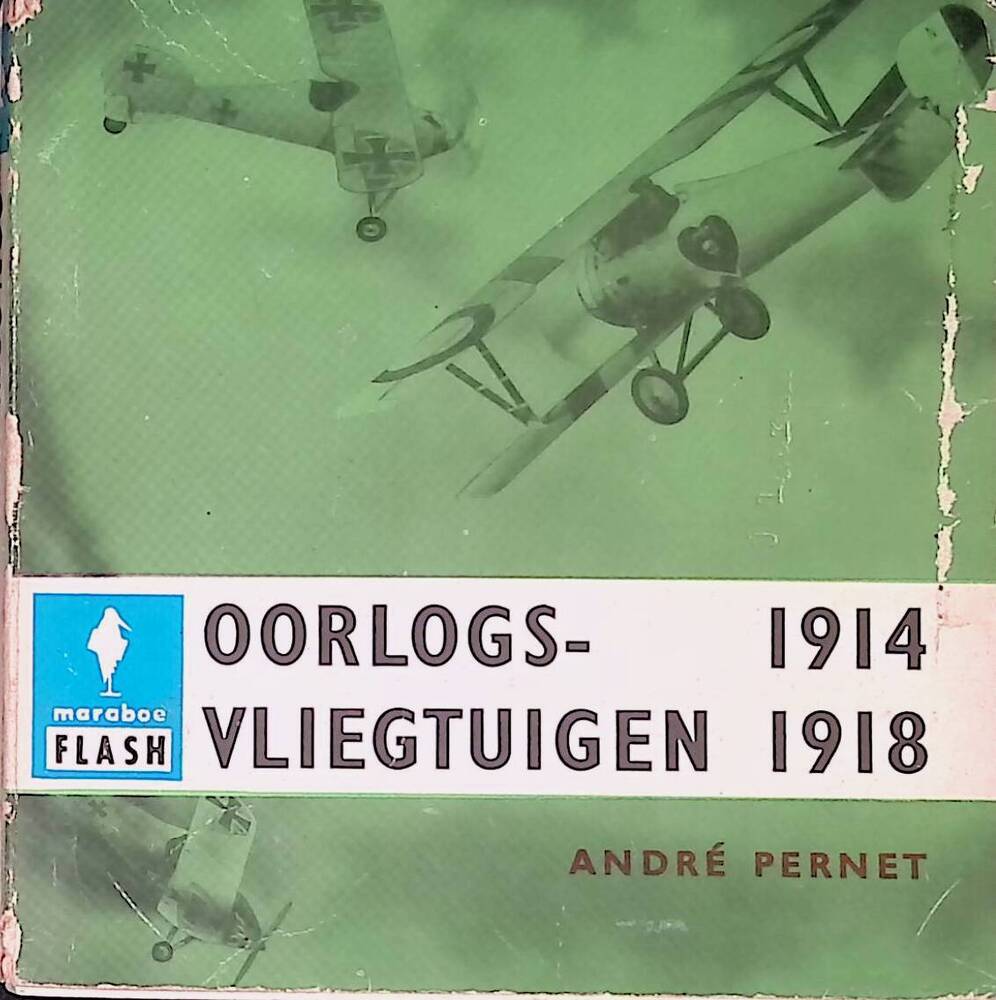 OORLOGS- 1914
VLIEGTUIGEN 1918
maraboe
FLASH
ANDRÉ PERNET